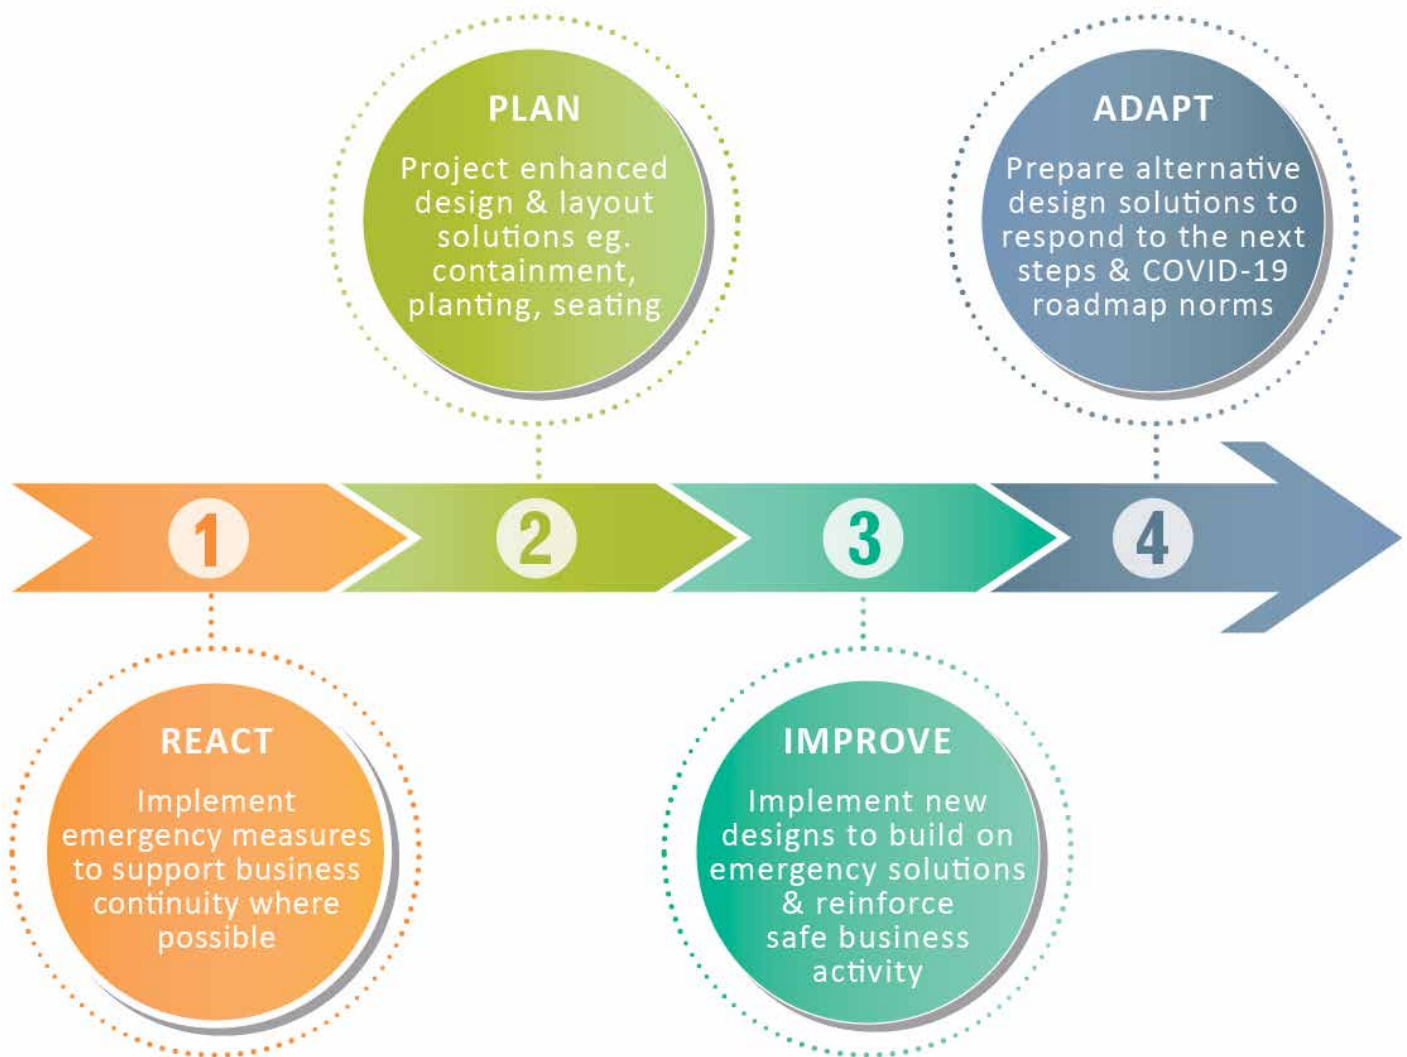 PLAN
Project enhanced
design & layout
solutions eg.
containment,
planting, seating
ADAPT
Prepare alternative
design solutions to
respond to the next
steps & COVID-19
roadmap norms
1
2
3
4
REACT
Implement
emergency measures
to support business
continuity where
possible
IMPROVE
Implement new
designs to build on
emergency solutions
& reinforce
safe business
activity